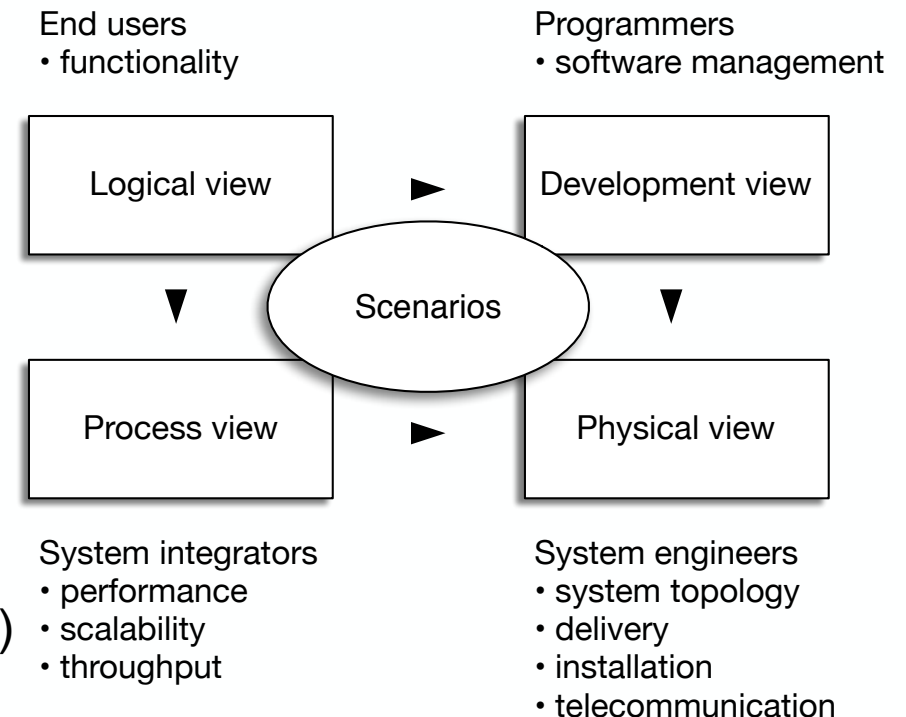 End users
• functionality
Programmers
• software management
Logical view
Development view
Scenarios
Process view
Physical view
System integrators
• performance
• scalability
• throughput
)
System engineers
• system topology
• delivery
• installation
• telecommunication